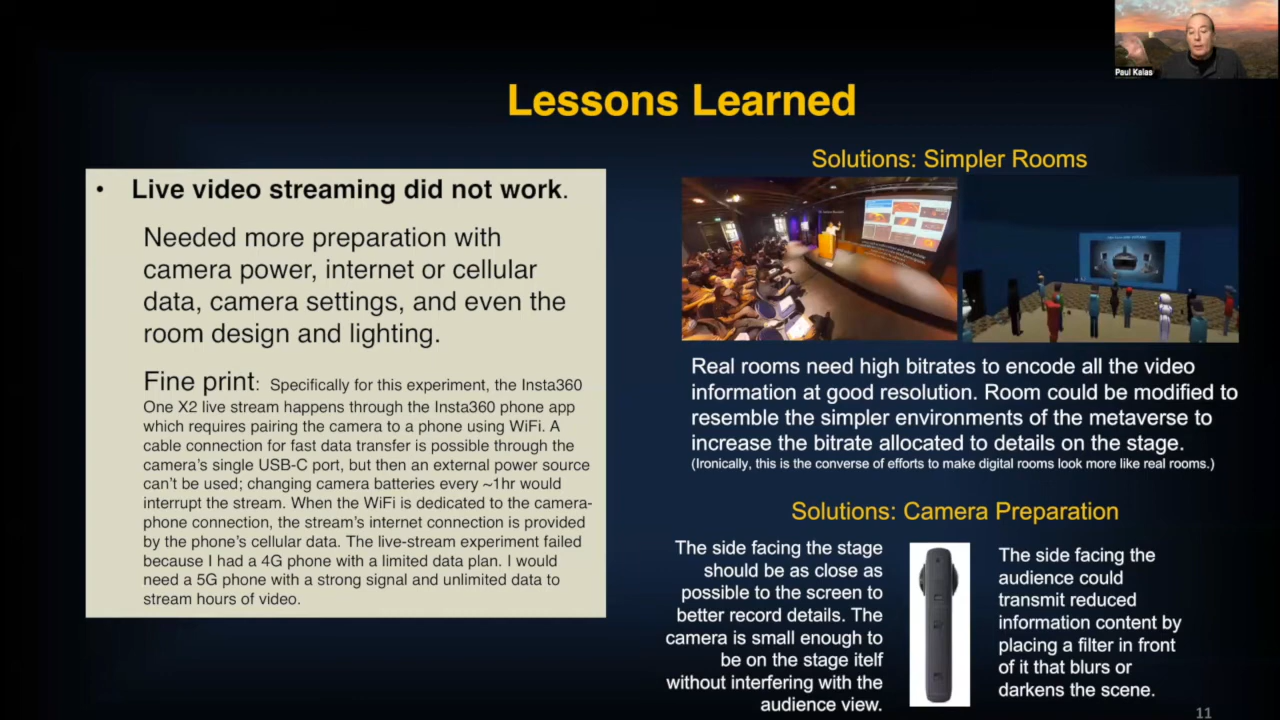 Paul Kalas
Lessons Learned
• Live video streaming did not work.
Needed more preparation with
camera power, internet or cellular
data, camera settings, and even the
room design and lighting.
Fine print: Specifically for this experiment, the Insta360
One X2 live stream happens through the Insta360 phone app
which requires pairing the camera to a phone using WiFi. A
cable connection for fast data transfer is possible through the
camera's single USB-C port, but then an external power source
can't be used; changing camera batteries every ~1hr would
interrupt the stream. When the WiFi is dedicated to the camera-
phone connection, the stream's internet connection is provided
by the phone's cellular data. The live-stream experiment failed
because I had a 4G phone with a limited data plan. I would
need a 5G phone with a strong signal and unlimited data to
stream hours of video.
Solutions: Simpler Rooms
Real rooms need high bitrates to encode all the video
information at good resolution. Room could be modified to
resemble the simpler environments of the metaverse to
increase the bitrate allocated to details on the stage.
(Ironically, this is the converse of efforts to make digital rooms look more like real rooms.)
Solutions: Camera Preparation
The side facing the stage
should be as close as
possible to the screen to
better record details. The
camera is small enough to
be on the stage itelf
without interfering with the
audience view.
The side facing the
audience could
transmit reduced
information content by
placing a filter in front
of it that blurs or
darkens the scene.
11